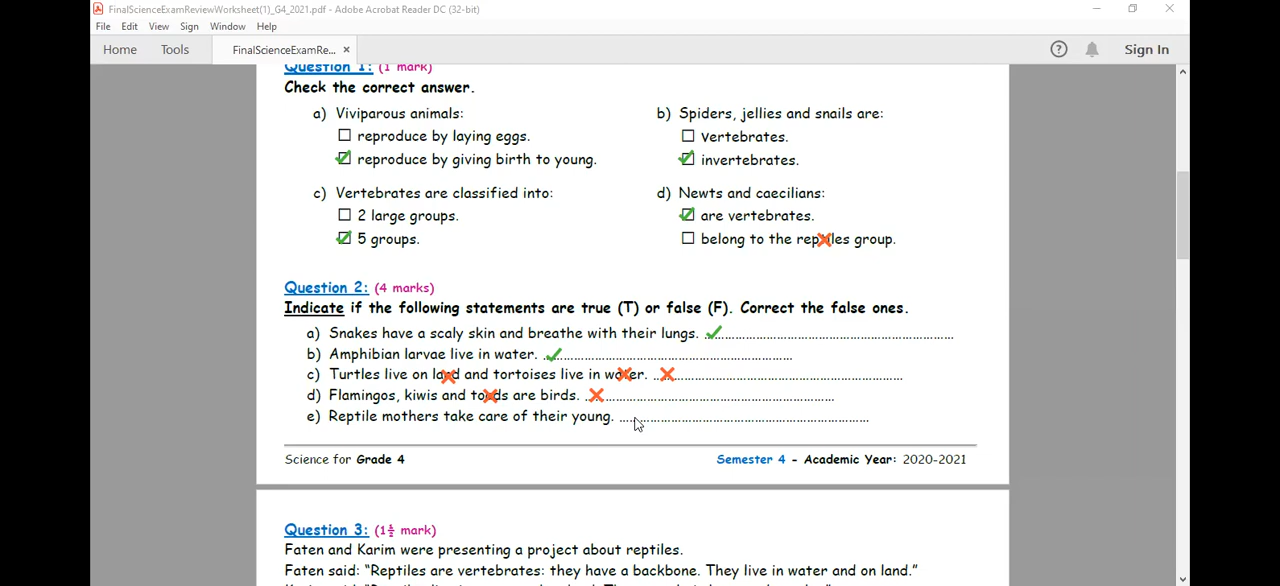 FinalScienceExamReviewWorksheet(1)_G4_2021.pdf - Adobe Acrobat Reader DC (32-bit)
File Edit View Sign Window Help
Home Tools FinalScienceExamRe... × Sign In
Question 1: (1 mark)
Check the correct answer.
a) Viviparous animals:
☐ reproduce by laying eggs.
☑ reproduce by giving birth to young.
b) Spiders, jellies and snails are:
☐ Vertebrates.
☑ invertebrates.
c) Vertebrates are classified into:
☐ 2 large groups.
☑ 5 groups.
d) Newts and caecilians:
☑ are vertebrates.
☐ belong to the reptiles group.
Question 2: (4 marks)
Indicate if the following statements are true (T) or false (F). Correct the false ones.
a) Snakes have a scaly skin and breathe with their lungs.
b) Amphibian larvae live in water.
c) Turtles live on land and tortoises live in water.
d) Flamingos, kiwis and toads are birds.
e) Reptile mothers take care of their young.
Science for Grade 4 Semester 4 - Academic Year: 2020-2021
Question 3: (1½ mark)
Faten and Karim were presenting a project about reptiles.
Faten said: “Reptiles are vertebrates: they have a backbone. They live in water and on land.”